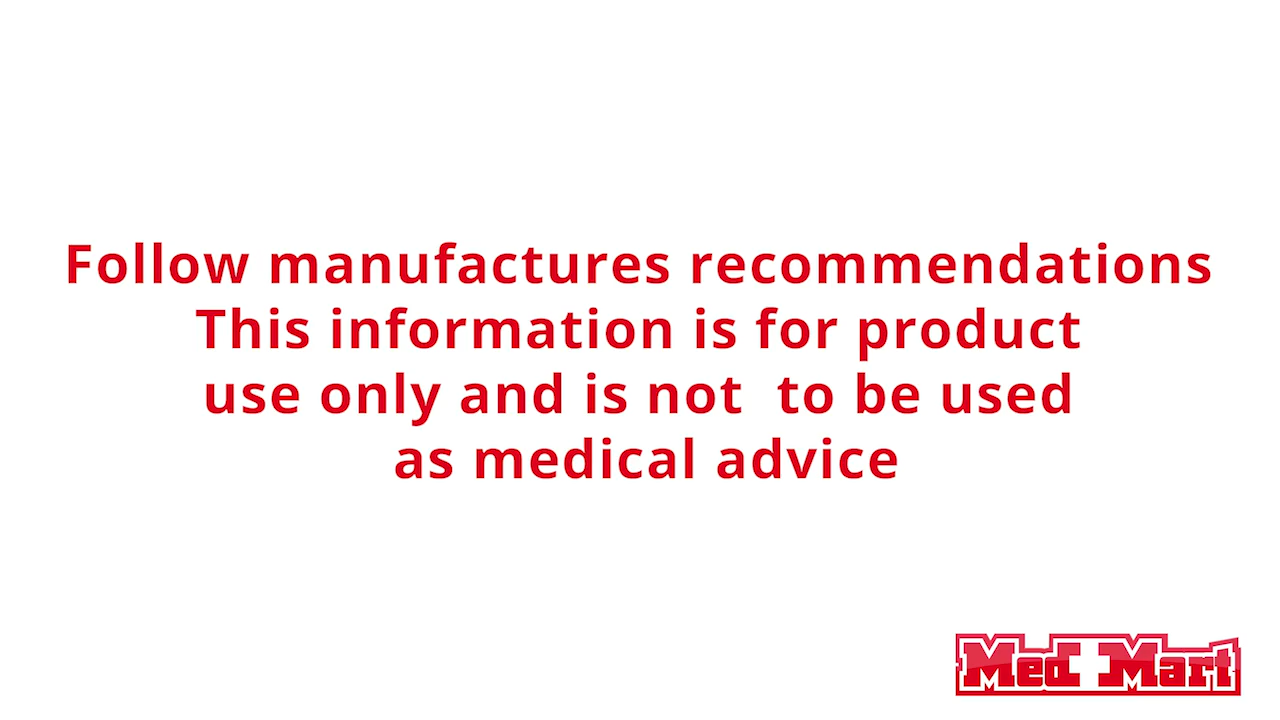 Follow manufactures recommendations
This information is for product
use only and is not  to be used
as medical advice
Med Mart